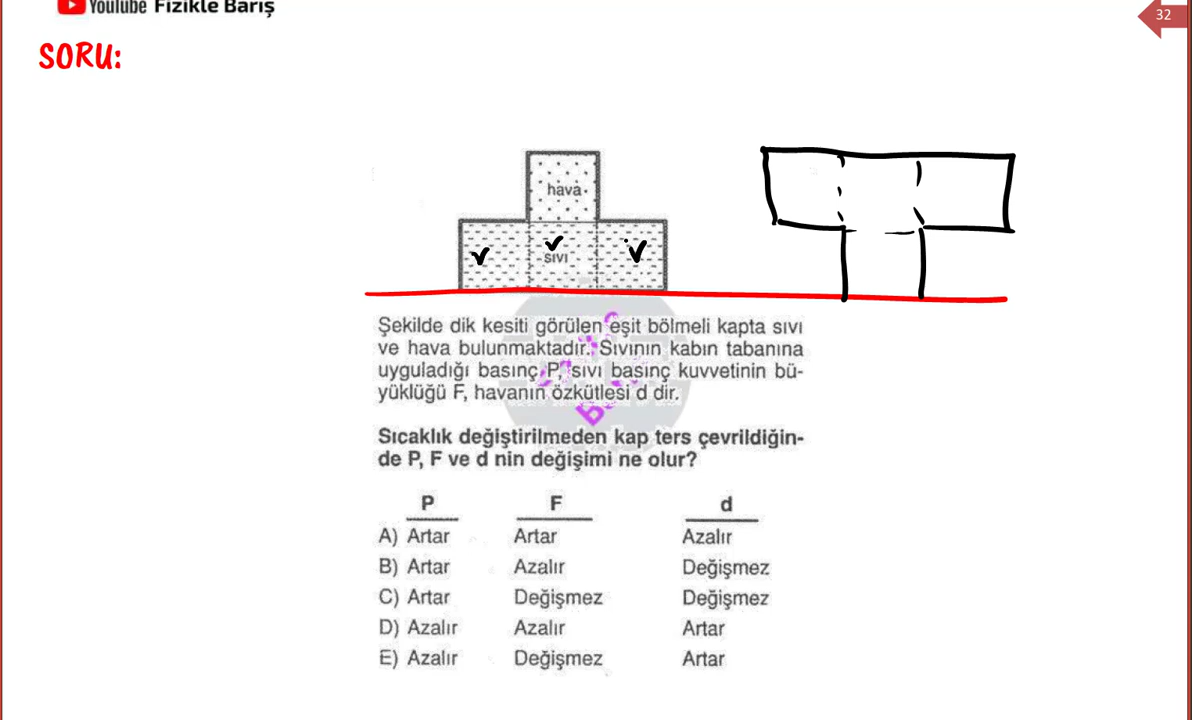 YouTube Fizikle Barış
32
SORU:
hava
sıvı
Şekilde dik kesiti görülen eşit bölmeli kapta sıvı
ve hava bulunmaktadır. Sıvının kabın tabanına
uyguladığı basınç P, sıvı basınç kuvvetinin bü-
yüklüğü F, havanın özkütlesi d dir.
Sıcaklık değiştirilmeden kap ters çevrildiğin-
de P, F ve d nin değişimi ne olur?
P F d
A) Artar Artar Azalır
B) Artar Azalır Değişmez
C) Artar Değişmez Değişmez
D) Azalır Azalır Artar
E) Azalır Değişmez Artar